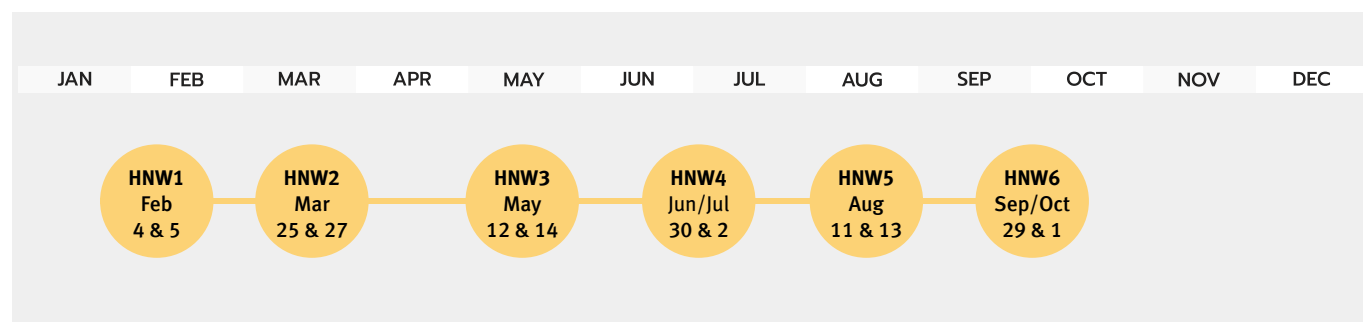 JAN FEB MAR APR MAY JUN JUL AUG SEP OCT NOV DEC
HNW1
Feb
4 & 5
HNW2
Mar
25 & 27
HNW3
May
12 & 14
HNW4
Jun/Jul
30 & 2
HNW5
Aug
11 & 13
HNW6
Sep/Oct
29 & 1